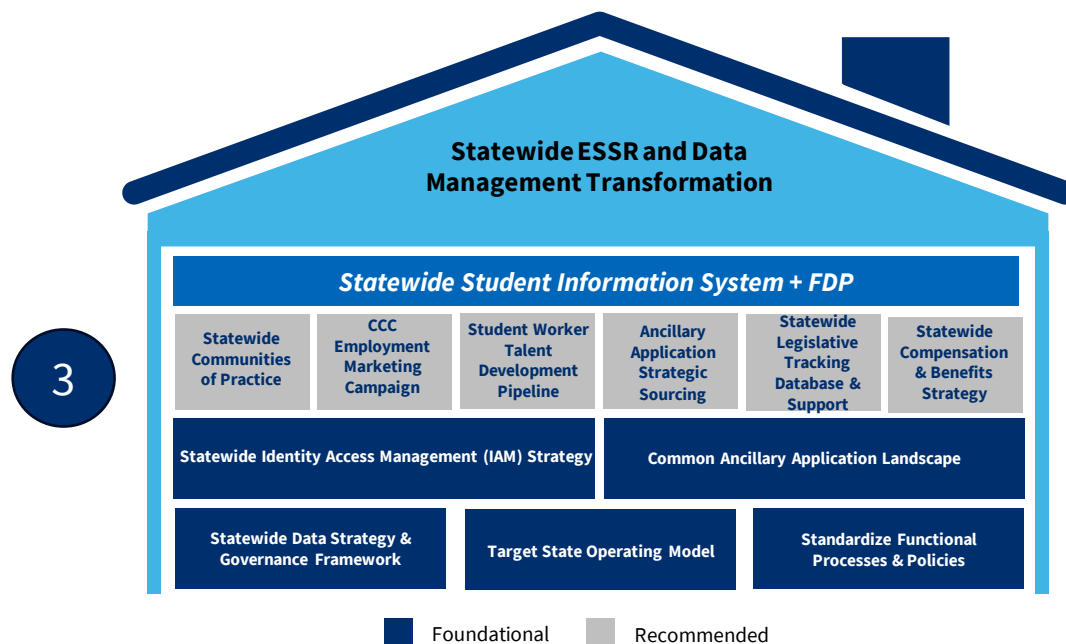 Statewide ESSR and Data
Management Transformation
Statewide Student Information System + FDP
3
Statewide
Communities
of Practice
CCC
Employment
Marketing
Campaign
Student Worker
Talent
Development
Pipeline
Ancillary
Application
Strategic
Sourcing
Statewide
Legislative
Tracking
Database &
Support
Statewide
Compensation
& Benefits
Strategy
Statewide Identity Access Management (IAM) Strategy
Common Ancillary Application Landscape
Statewide Data Strategy &
Governance Framework
Target State Operating Model
Standardize Functional
Processes & Policies
Foundational
Recommended